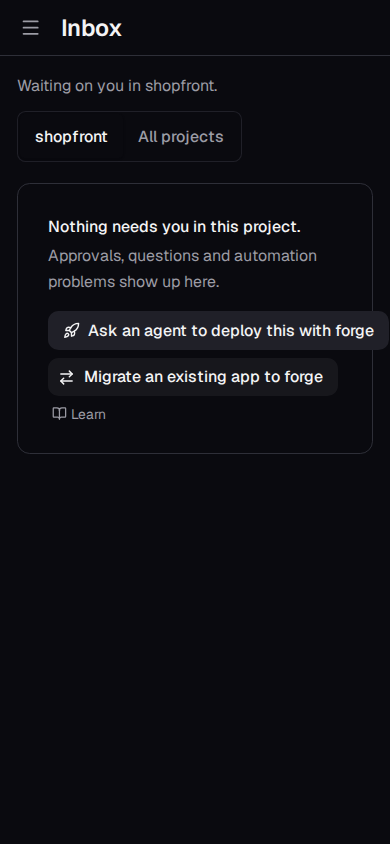 Inbox
Waiting on you in shopfront.
shopfront
All projects
Nothing needs you in this project.
Approvals, questions and automation
problems show up here.
Ask an agent to deploy this with forge
Migrate an existing app to forge
Learn